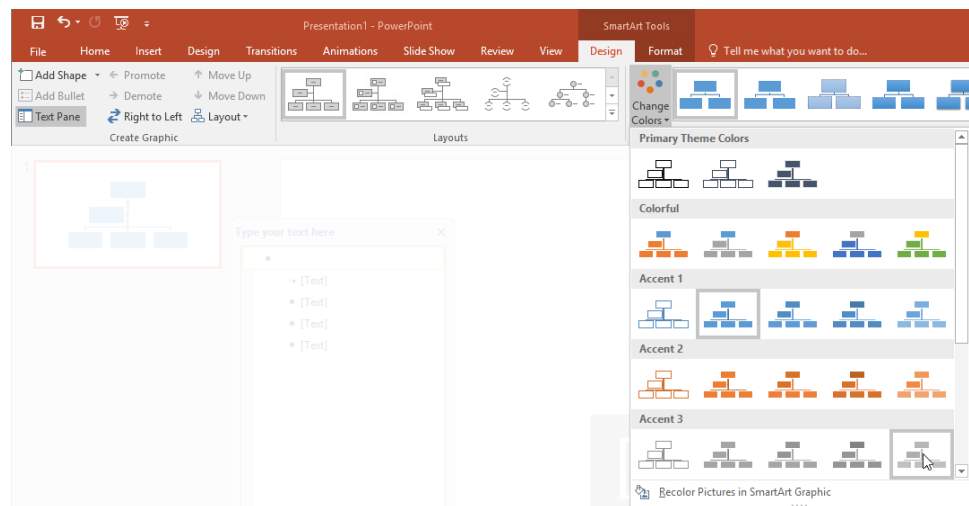 Presentation1 - PowerPoint
SmartArt Tools
File Home Insert Design Transitions Animations Slide Show Review View Design Format Tell me what you want to do...
Add Shape Promote Move Up
Add Bullet Demote Move Down
Text Pane Right to Left Layout
Create Graphic
Layouts
Change
Colors
Primary Theme Colors
Colorful
Accent 1
Accent 2
Accent 3
Recolor Pictures in SmartArt Graphic
1
Type your text here
[Text]
[Text]
[Text]
[Text]